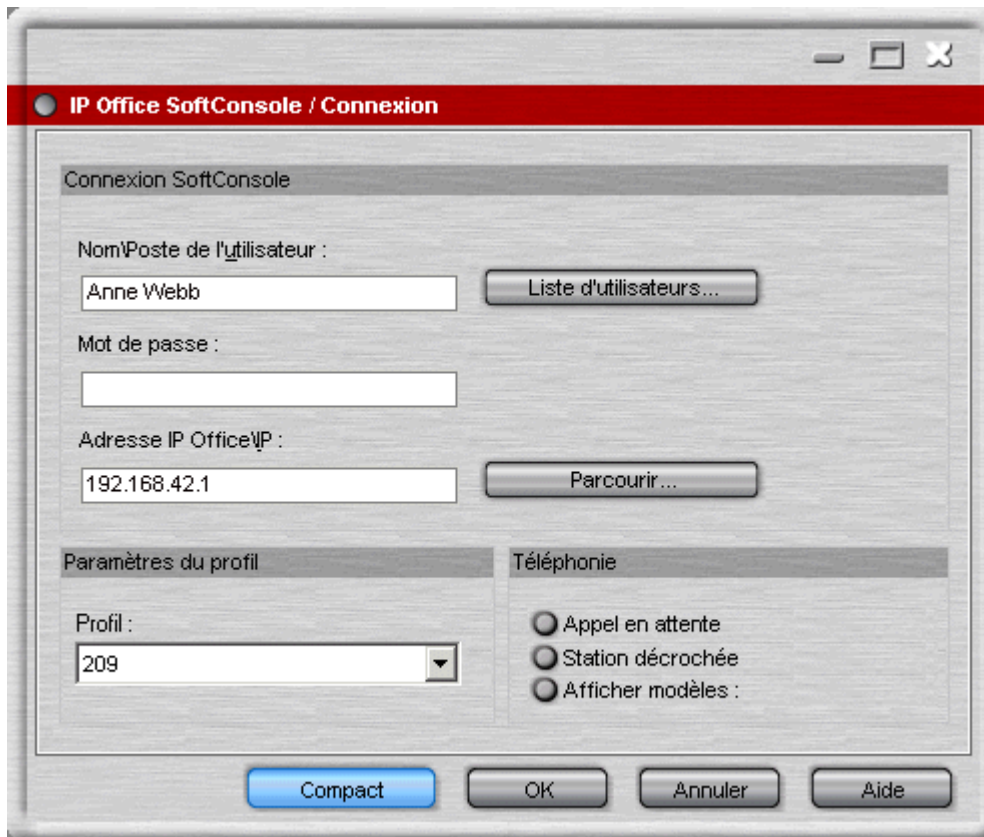 IP Office SoftConsole / Connexion
Connexion SoftConsole
Nom\Poste de l'utilisateur :
Anne Webb
Liste d'utilisateurs...
Mot de passe :
Adresse IP Office\IP :
192.168.42.1
Parcourir...
Paramètres du profil
Téléphonie
Profil :
209
Appel en attente
Station décrochée
Afficher modèles :
Compact
OK
Annuler
Aide